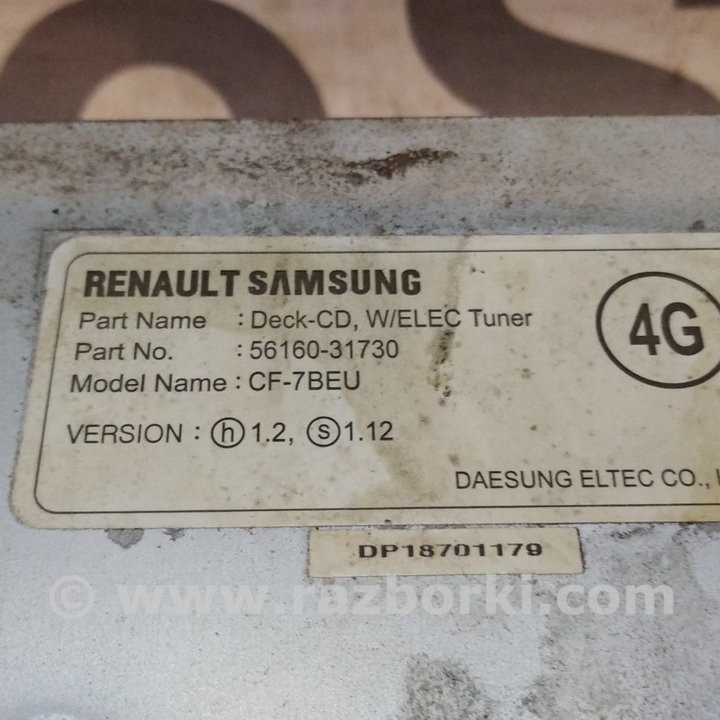 RENAULT SAMSUNG
Part Name : Deck-CD, W/ELEC Tuner
Part No. : 56160-31730
Model Name : CF-7BEU
VERSION : ⓗ 1.2, ⓢ 1.12
4G
DAESUNG ELTEC CO.,
DP18701179
© www.razborki.com